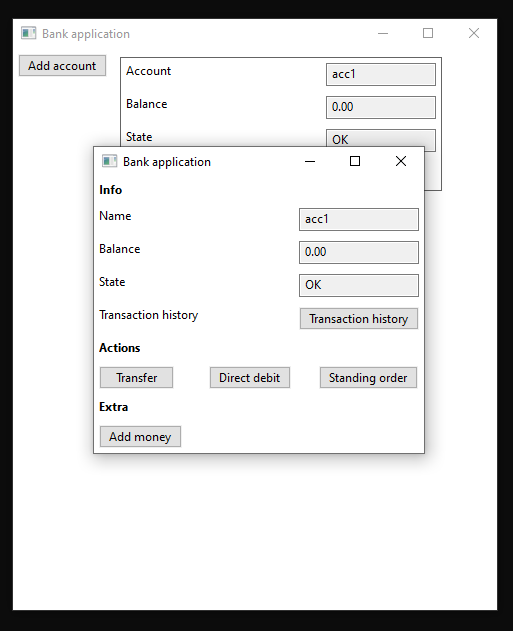 Bank application
Add account
Account acc1
Balance 0.00
State OK
Bank application
Info
Name acc1
Balance 0.00
State OK
Transaction history Transaction history
Actions
Transfer Direct debit Standing order
Extra
Add money